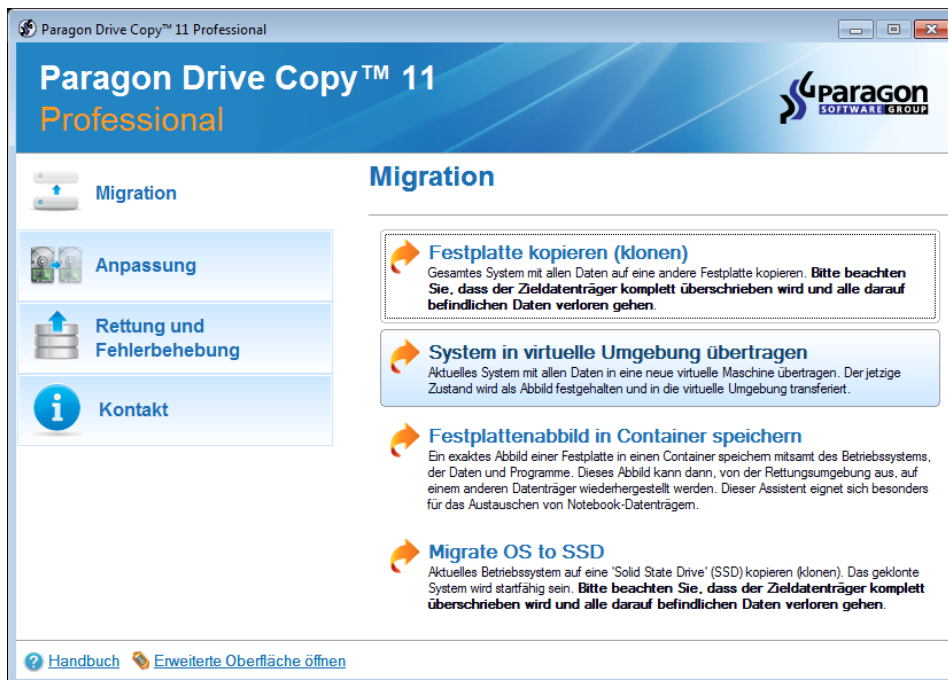 Paragon Drive Copy™ 11 Professional
Paragon Drive Copy™ 11
Professional
Paragon
SOFTWARE GROUP
Migration
Anpassung
Rettung und
Fehlerbehebung
Kontakt
Migration
Festplatte kopieren (klonen)
Gesamtes System mit allen Daten auf eine andere Festplatte kopieren. Bitte beachten
Sie, dass der Zieldatenträger komplett überschrieben wird und alle darauf
befindlichen Daten verloren gehen.
System in virtuelle Umgebung übertragen
Aktuelles System mit allen Daten in eine neue virtuelle Maschine übertragen. Der jetzige
Zustand wird als Abbild festgehalten und in die virtuelle Umgebung transferiert.
Festplattenabbild in Container speichern
Ein exaktes Abbild einer Festplatte in einen Container speichern mitsamt des Betriebssystems,
der Daten und Programme. Dieses Abbild kann dann, von der Rettungsumgebung aus, auf
einem anderen Datenträger wiederhergestellt werden. Dieser Assistent eignet sich besonders
für das Austauschen von Notebook-Datenträgern.
Migrate OS to SSD
Aktuelles Betriebssystem auf eine 'Solid State Drive' (SSD) kopieren (klonen). Das geklonte
System wird startfähig sein. Bitte beachten Sie, dass der Zieldatenträger komplett
überschrieben wird und alle darauf befindlichen Daten verloren gehen.
Handbuch Erweiterte Oberfläche öffnen